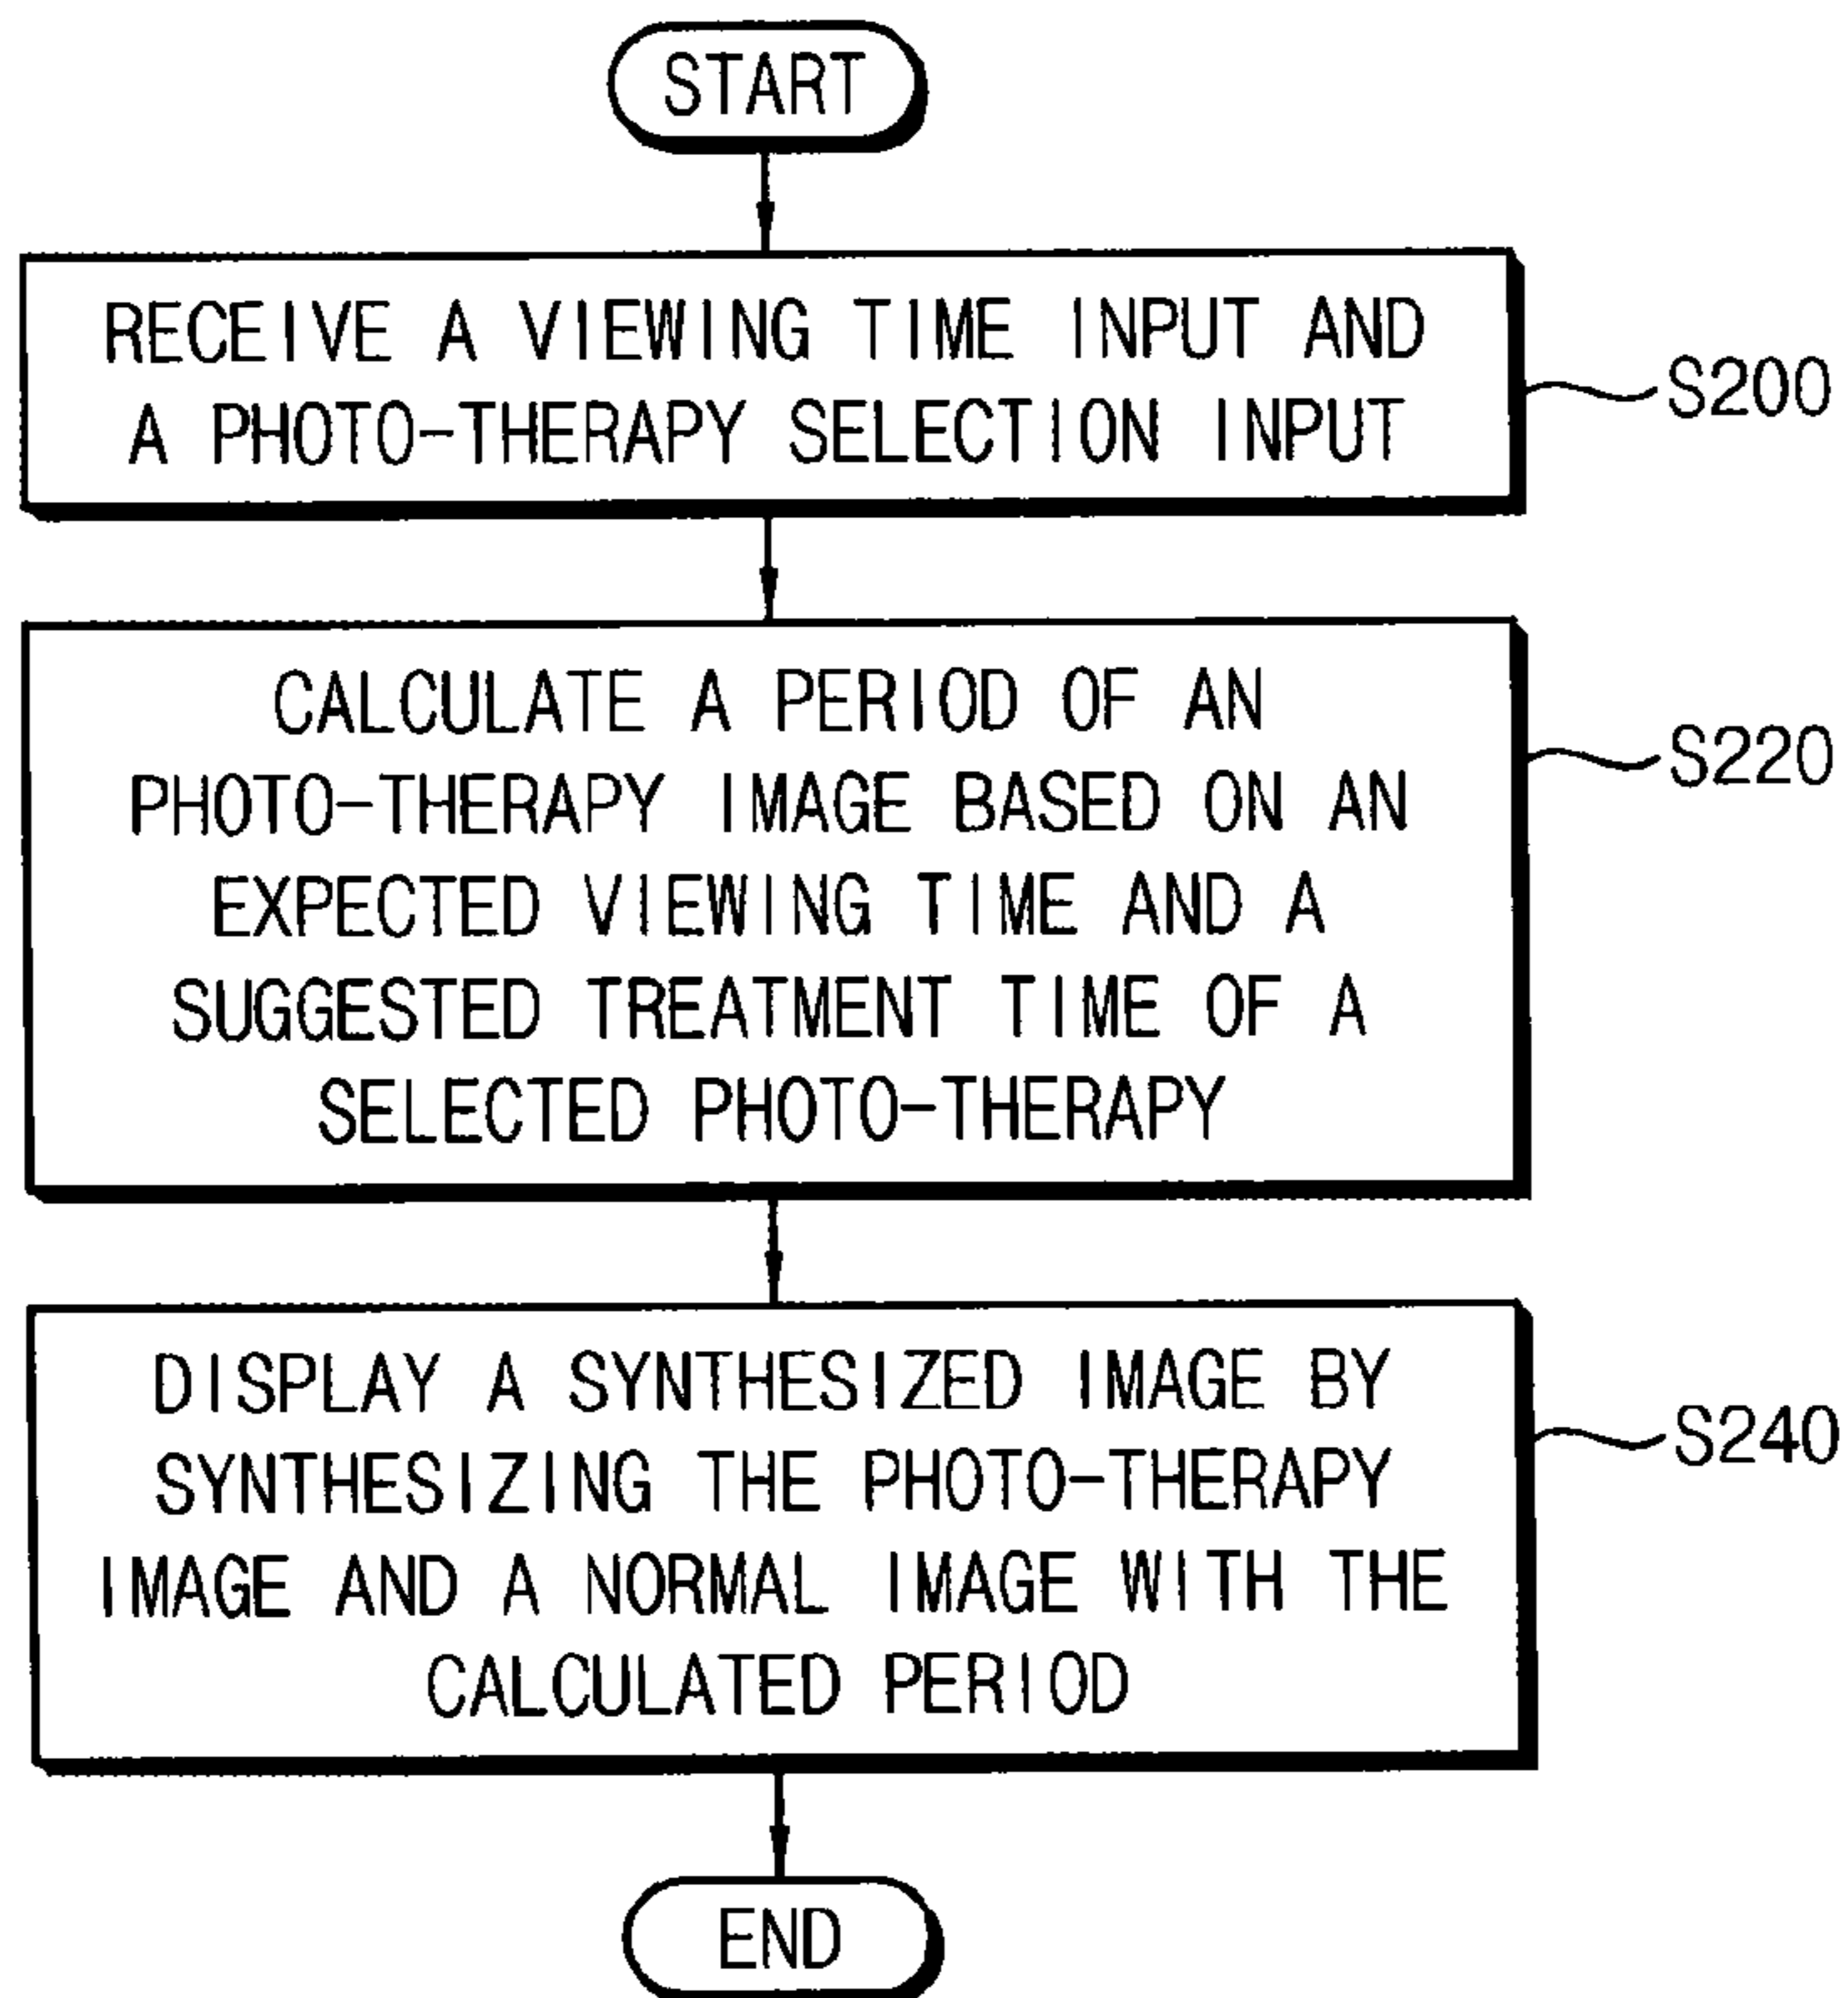 START
RECEIVE A VIEWING TIME INPUT AND
A PHOTO-THERAPY SELECTION INPUT
S200
CALCULATE A PERIOD OF AN
PHOTO-THERAPY IMAGE BASED ON AN
EXPECTED VIEWING TIME AND A
SUGGESTED TREATMENT TIME OF A
SELECTED PHOTO-THERAPY
S220
DISPLAY A SYNTHESIZED IMAGE BY
SYNTHESIZING THE PHOTO-THERAPY
IMAGE AND A NORMAL IMAGE WITH THE
CALCULATED PERIOD
S240
END